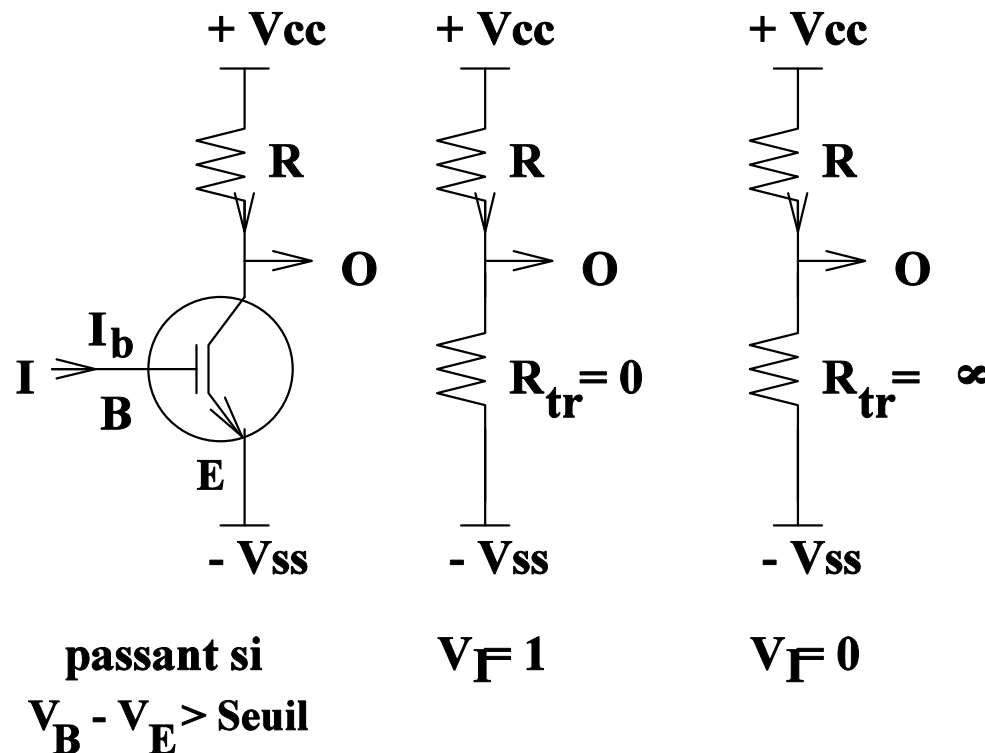 + Vcc
R
O
I
I_b
B
E
- Vss
passant si
V_B - V_E > Seuil
+ Vcc
R
O
R_tr = 0
- Vss
V_I = 1
+ Vcc
R
O
R_tr = ∞
- Vss
V_I = 0